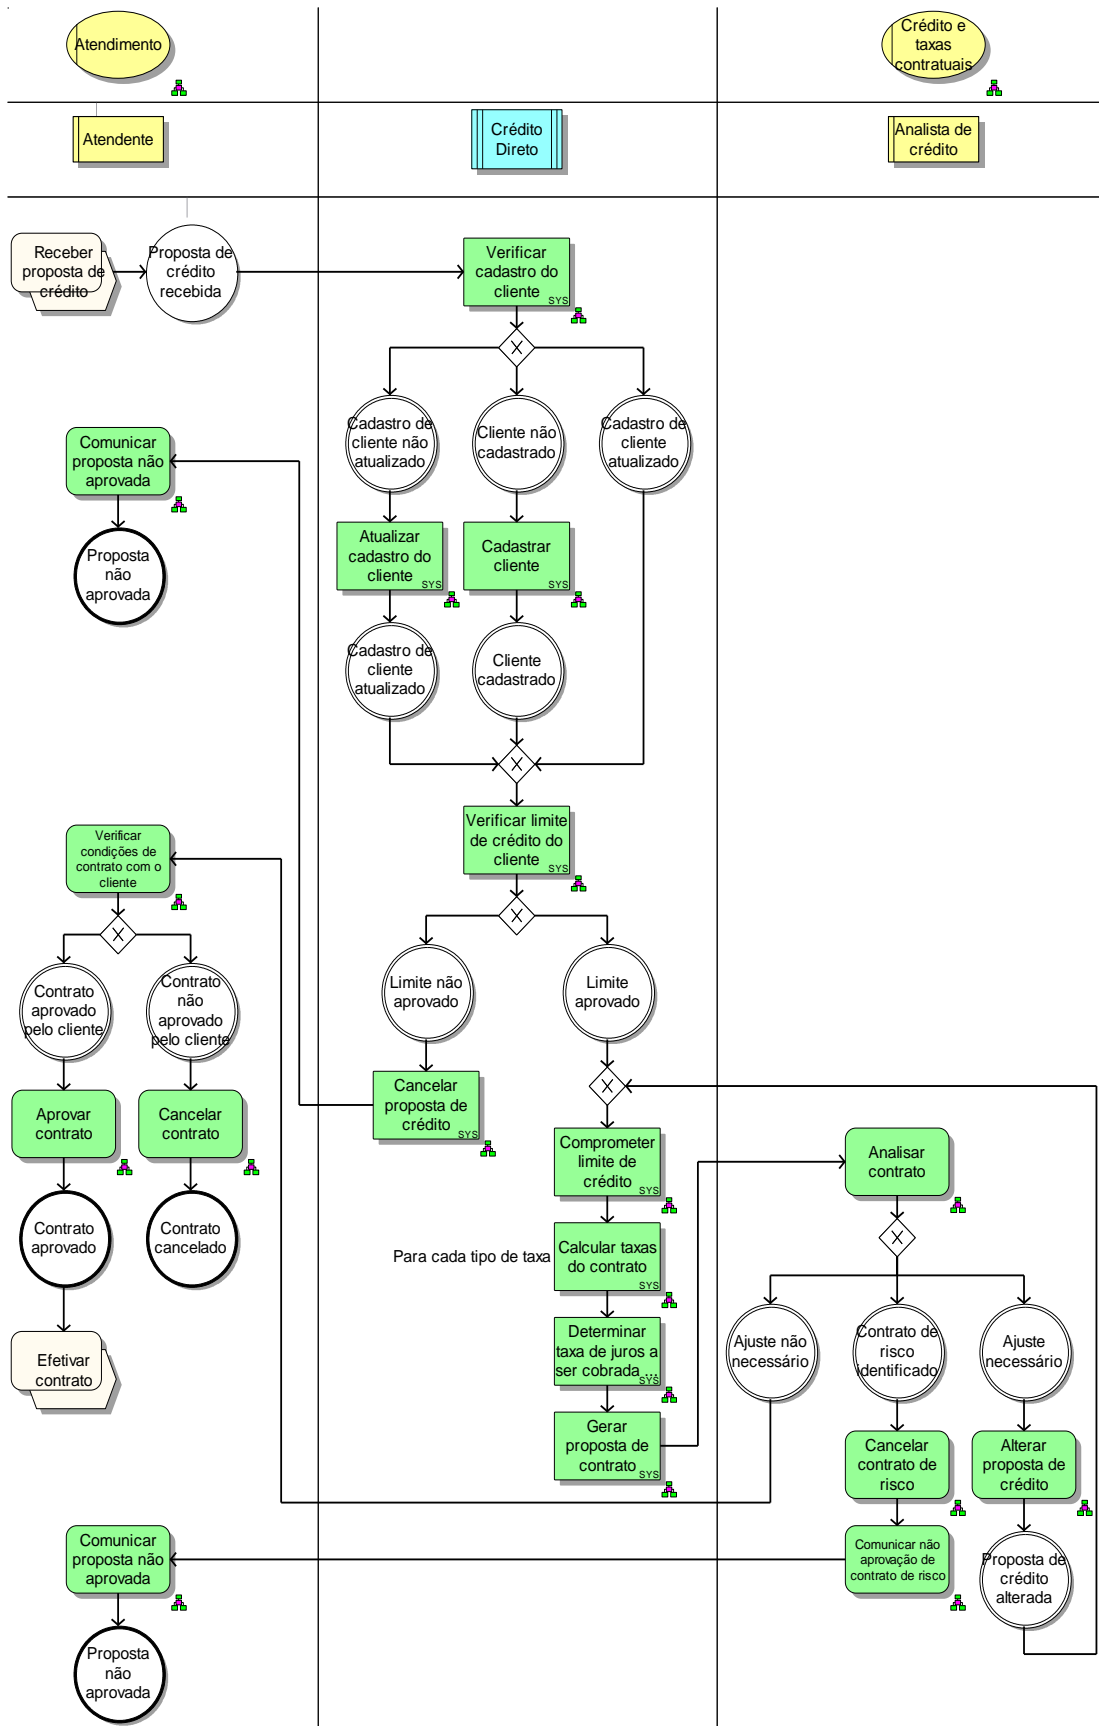 Atendimento
Crédito e
taxas
contratuais
Atendente
Crédito
Direto
Analista de
crédito
Receber
proposta de
crédito
Proposta de
crédito
recebida
Verificar
cadastro do
cliente
SYS
X
Cadastro de
cliente não
atualizado
Cliente não
cadastrado
Cadastro de
cliente
atualizado
Comunicar
proposta não
aprovada
Atualizar
cadastro do
cliente
SYS
Cadastrar
cliente
SYS
Proposta
não
aprovada
Cadastro de
cliente
atualizado
Cliente
cadastrado
X
Verificar limite
de crédito do
cliente
SYS
Verificar
condições de
contrato com o
cliente
X
X
Contrato
aprovado
pelo cliente
Contrato
não
aprovado
pelo cliente
Limite não
aprovado
Limite
aprovado
X
Cancelar
proposta de
crédito
SYS
Aprovar
contrato
Cancelar
contrato
Comprometer
limite de
crédito
SYS
Analisar
contrato
Contrato
aprovado
Contrato
cancelado
Para cada tipo de taxa
Calcular taxas
do contrato
SYS
X
Efetivar
contrato
Determinar
taxa de juros a
ser cobrada ...
SYS
Ajuste não
necessário
Contrato de
risco
identificado
Ajuste
necessário
Gerar
proposta de
contrato
SYS
Cancelar
contrato de
risco
Alterar
proposta de
crédito
Comunicar
proposta não
aprovada
Comunicar não
aprovação de
contrato de risco
Proposta de
crédito
alterada
Proposta
não
aprovada